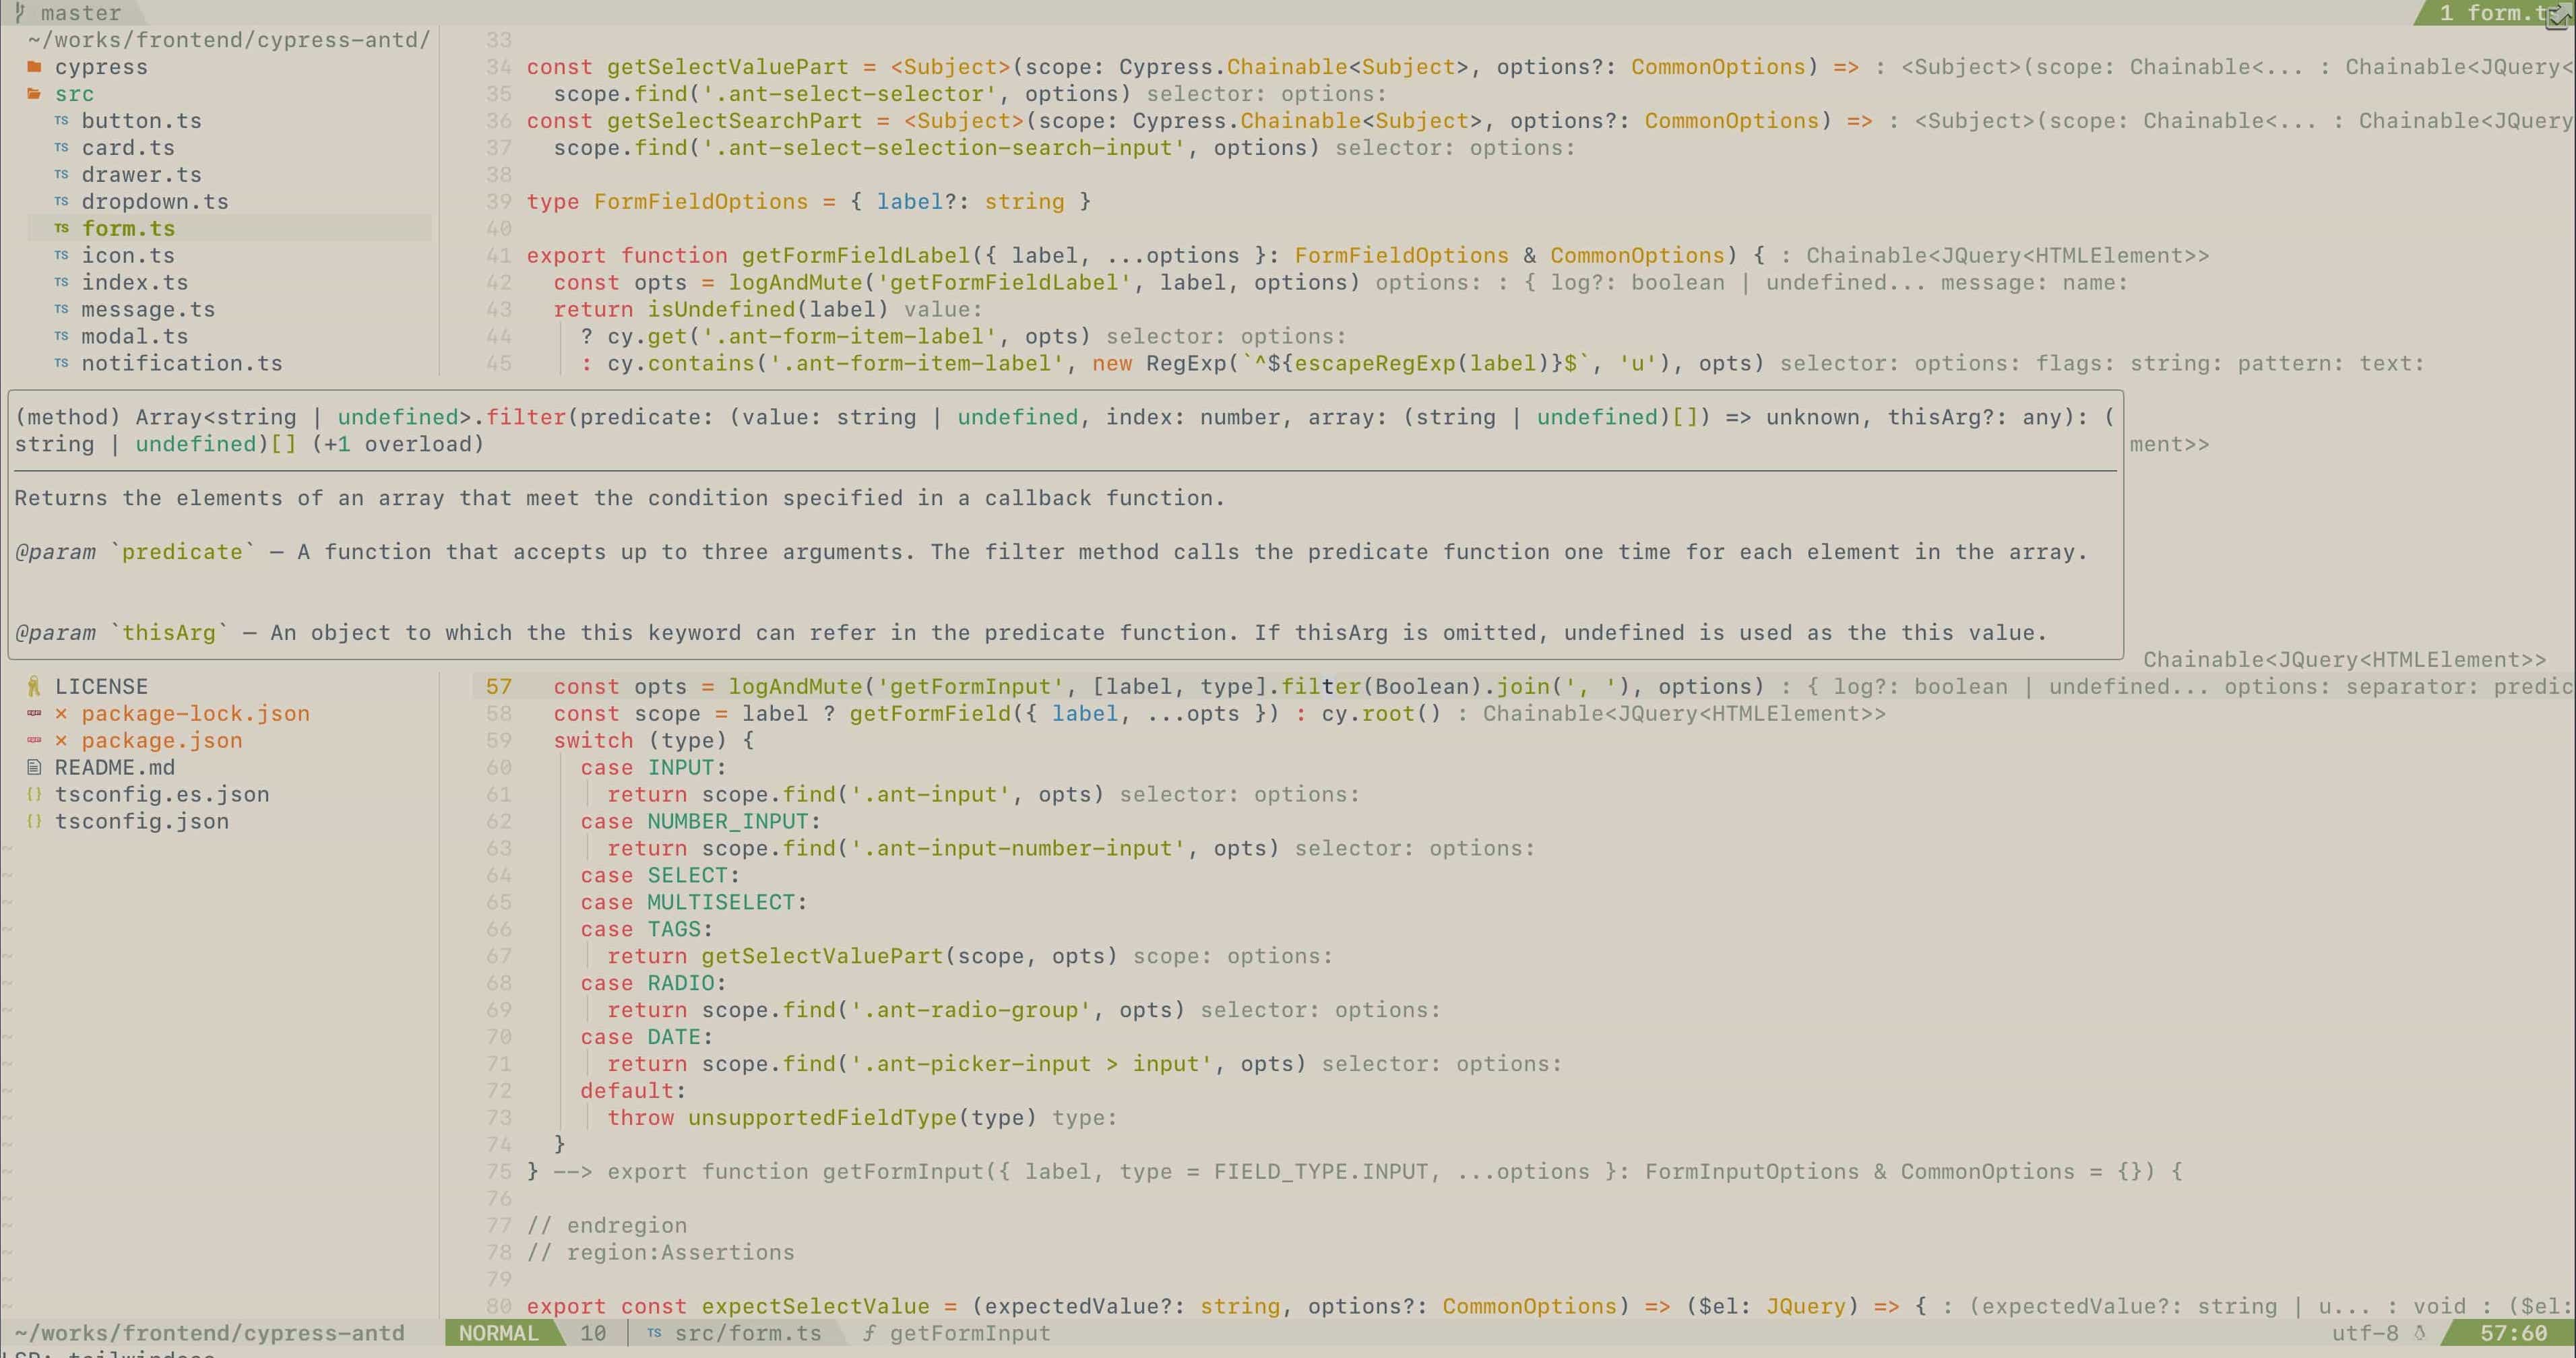 master
1 form.t
~/works/frontend/cypress-antd/
cypress
src
TS button.ts
TS card.ts
TS drawer.ts
TS dropdown.ts
TS form.ts
TS icon.ts
TS index.ts
TS message.ts
TS modal.ts
TS notification.ts
33
34 const getSelectValuePart = <Subject>(scope: Cypress.Chainable<Subject>, options?: CommonOptions) => : <Subject>(scope: Chainable<... : Chainable<JQuery<
35 scope.find('.ant-select-selector', options) selector: options:
36 const getSelectSearchPart = <Subject>(scope: Cypress.Chainable<Subject>, options?: CommonOptions) => : <Subject>(scope: Chainable<... : Chainable<JQuery
37 scope.find('.ant-select-selection-search-input', options) selector: options:
38
39 type FormFieldOptions = { label?: string }
40
41 export function getFormFieldLabel({ label, ...options }: FormFieldOptions & CommonOptions) { : Chainable<JQuery<HTMLElement>>
42 const opts = logAndMute('getFormFieldLabel', label, options) options: : { log?: boolean | undefined... message: name:
43 return isUndefined(label) value:
44 ? cy.get('.ant-form-item-label', opts) selector: options:
45 : cy.contains('.ant-form-item-label', new RegExp(`^${escapeRegExp(label)}$`, 'u'), opts) selector: options: flags: string: pattern: text:
(method) Array<string | undefined>.filter(predicate: (value: string | undefined, index: number, array: (string | undefined)[]) => unknown, thisArg?: any): (
string | undefined)[] (+1 overload)
ment>>
Returns the elements of an array that meet the condition specified in a callback function.
@param `predicate` — A function that accepts up to three arguments. The filter method calls the predicate function one time for each element in the array.
@param `thisArg` — An object to which the this keyword can refer in the predicate function. If thisArg is omitted, undefined is used as the this value.
Chainable<JQuery<HTMLElement>>
LICENSE
× package-lock.json
× package.json
README.md
{} tsconfig.es.json
{} tsconfig.json
57 const opts = logAndMute('getFormInput', [label, type].filter(Boolean).join(', '), options) : { log?: boolean | undefined... options: separator: predic
58 const scope = label ? getFormField({ label, ...opts }) : cy.root() : Chainable<JQuery<HTMLElement>>
59 switch (type) {
60 case INPUT:
61 return scope.find('.ant-input', opts) selector: options:
62 case NUMBER_INPUT:
63 return scope.find('.ant-input-number-input', opts) selector: options:
64 case SELECT:
65 case MULTISELECT:
66 case TAGS:
67 return getSelectValuePart(scope, opts) scope: options:
68 case RADIO:
69 return scope.find('.ant-radio-group', opts) selector: options:
70 case DATE:
71 return scope.find('.ant-picker-input > input', opts) selector: options:
72 default:
73 throw unsupportedFieldType(type) type:
74 }
75 } --> export function getFormInput({ label, type = FIELD_TYPE.INPUT, ...options }: FormInputOptions & CommonOptions = {}) {
76
77 // endregion
78 // region:Assertions
79
80 export const expectSelectValue = (expectedValue?: string, options?: CommonOptions) => ($el: JQuery) => { : (expectedValue?: string | u... : void : ($el:
~/works/frontend/cypress-antd
NORMAL 10 TS src/form.ts ƒ getFormInput
utf-8 57:60